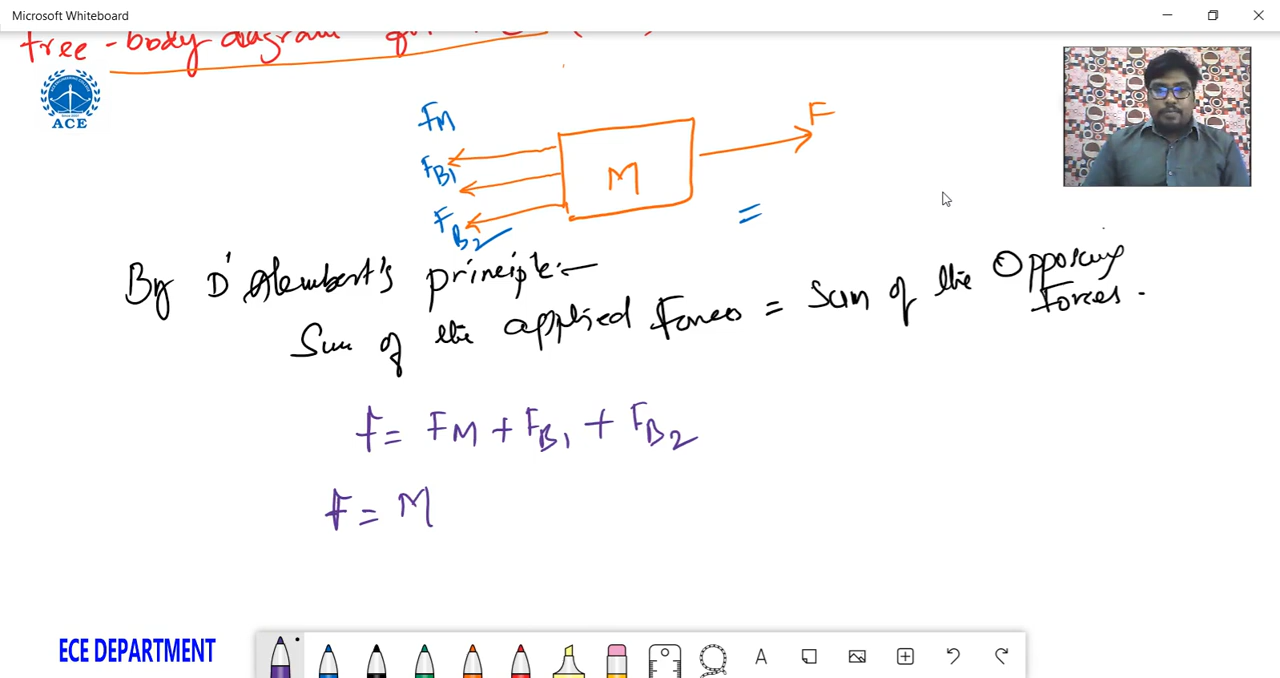 Microsoft Whiteboard
free-body diagram
ACE
FM
F
FB1
M
FB2
=
By D'Alembert's principle:-
Sum of the applied Forces = Sum of the Opposing Forces.
F = FM + FB1 + FB2
F = M
ECE DEPARTMENT
A